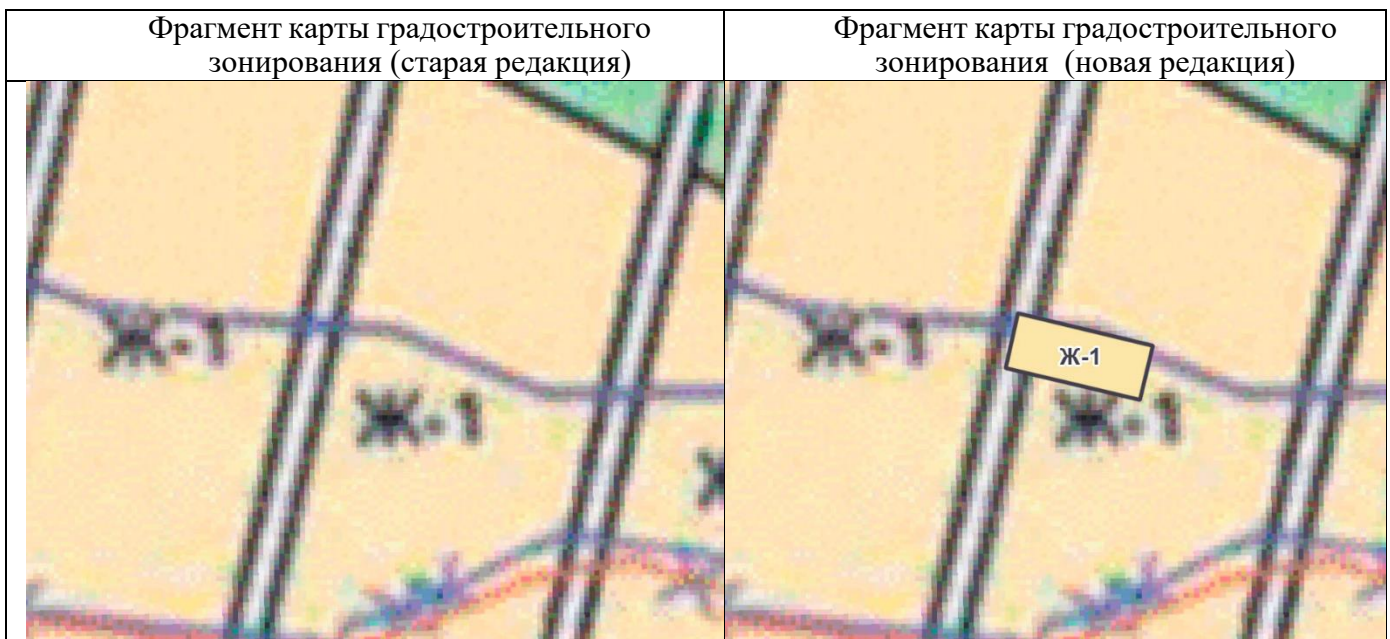 Фрагмент карты градостроительного
зонирования (старая редакция)
Фрагмент карты градостроительного
зонирования (новая редакция)
Ж-1
Ж-1
Ж-1
Ж-1
Ж-1